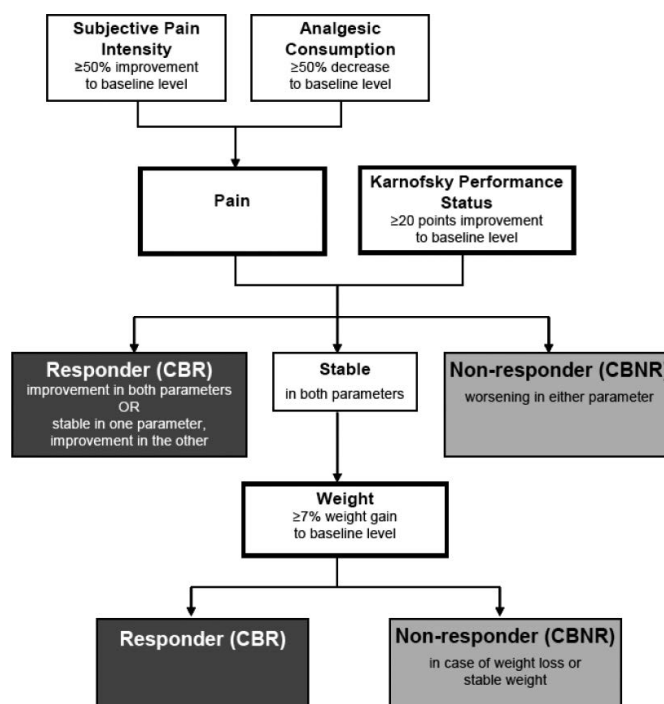 Subjective Pain
Intensity
≥50% improvement
to baseline level
Analgesic
Consumption
≥50% decrease
to baseline level
Pain
Karnofsky Performance
Status
≥20 points improvement
to baseline level
Responder (CBR)
improvement in both parameters
OR
stable in one parameter,
improvement in the other
Stable
in both parameters
Non-responder (CBNR)
worsening in either parameter
Weight
≥7% weight gain
to baseline level
Responder (CBR)
Non-responder (CBNR)
in case of weight loss or
stable weight